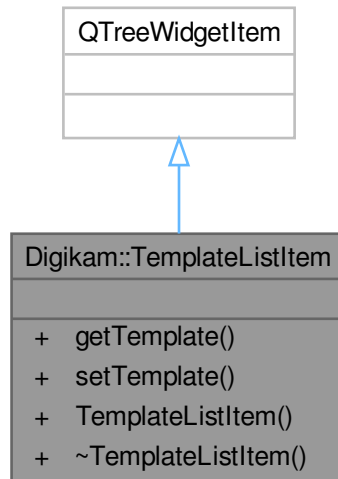 QTreeWidgetItem
Digikam::TemplateListItem
+ getTemplate()
+ setTemplate()
+ TemplateListItem()
+ ~TemplateListItem()